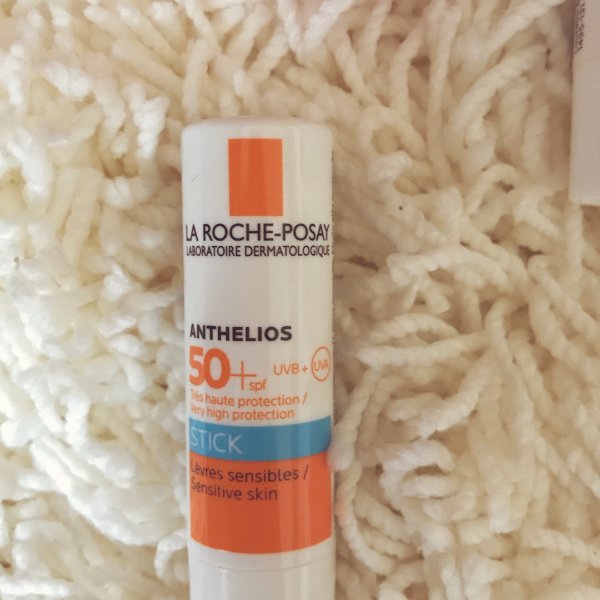 LA ROCHE-POSAY
LABORATOIRE DERMATOLOGIQUE
ANTHELIOS
50+ spf UVB + UVA
Très haute protection /
Very high protection
STICK
Lèvres sensibles /
Sensitive skin